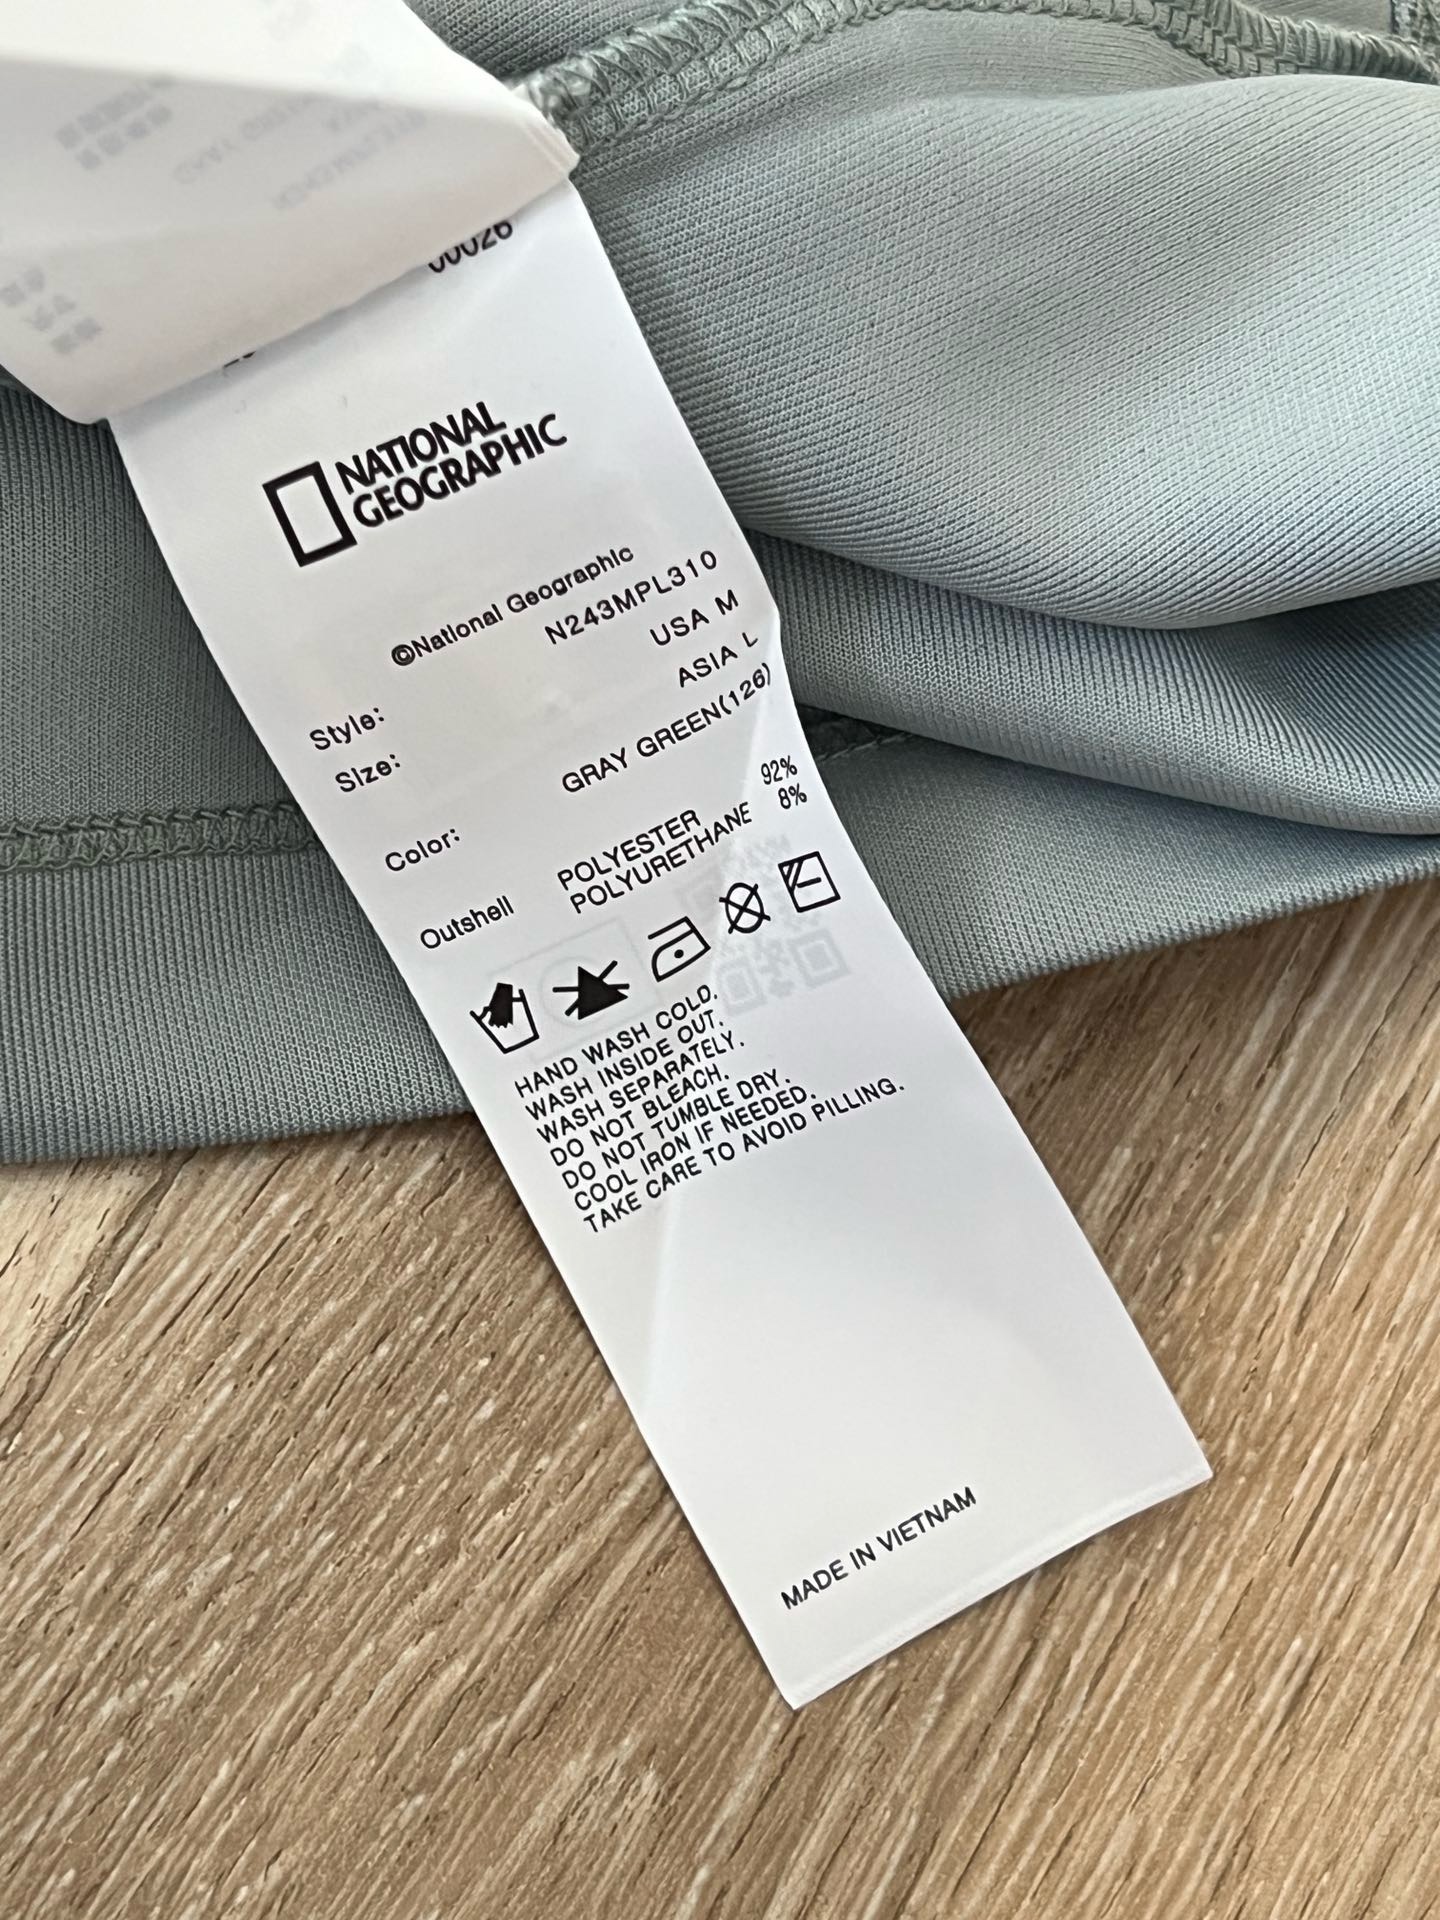 00026
NATIONAL
GEOGRAPHIC
©National Geographic
Style: N243MPL310
Size: USA M
ASIA L
Color: GRAY GREEN(126)
Outshell POLYESTER 92%
POLYURETHANE 8%
HAND WASH COLD.
WASH INSIDE OUT.
WASH SEPARATELY.
DO NOT BLEACH.
DO NOT TUMBLE DRY.
COOL IRON IF NEEDED.
TAKE CARE TO AVOID PILLING.
MADE IN VIETNAM